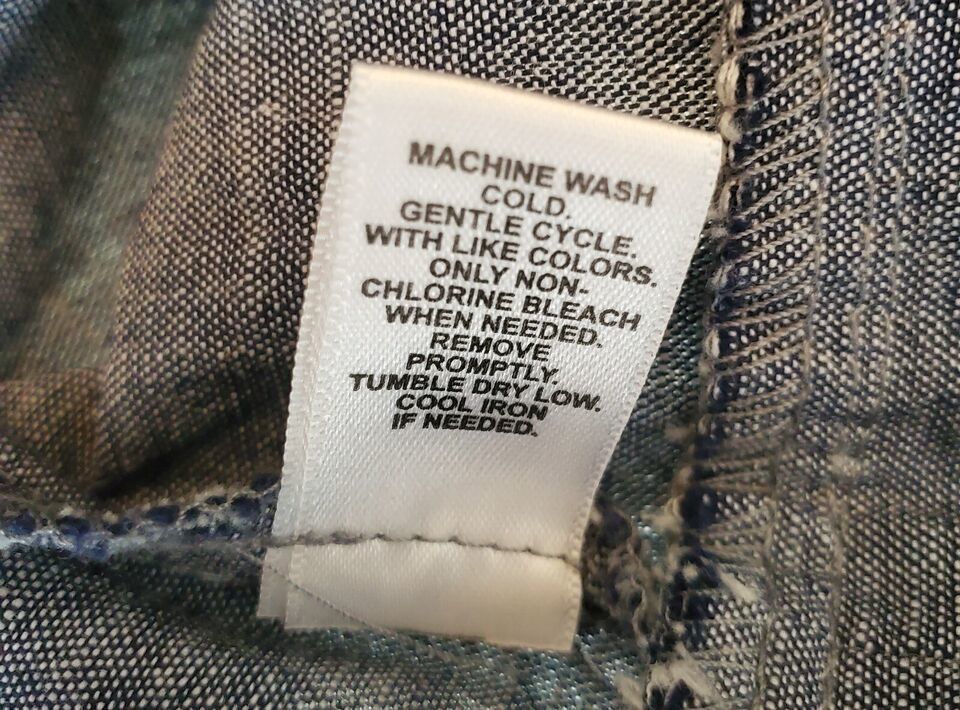 MACHINE WASH
COLD.
GENTLE CYCLE.
WITH LIKE COLORS.
ONLY NON-
CHLORINE BLEACH
WHEN NEEDED.
REMOVE
PROMPTLY.
TUMBLE DRY LOW.
COOL IRON
IF NEEDED.